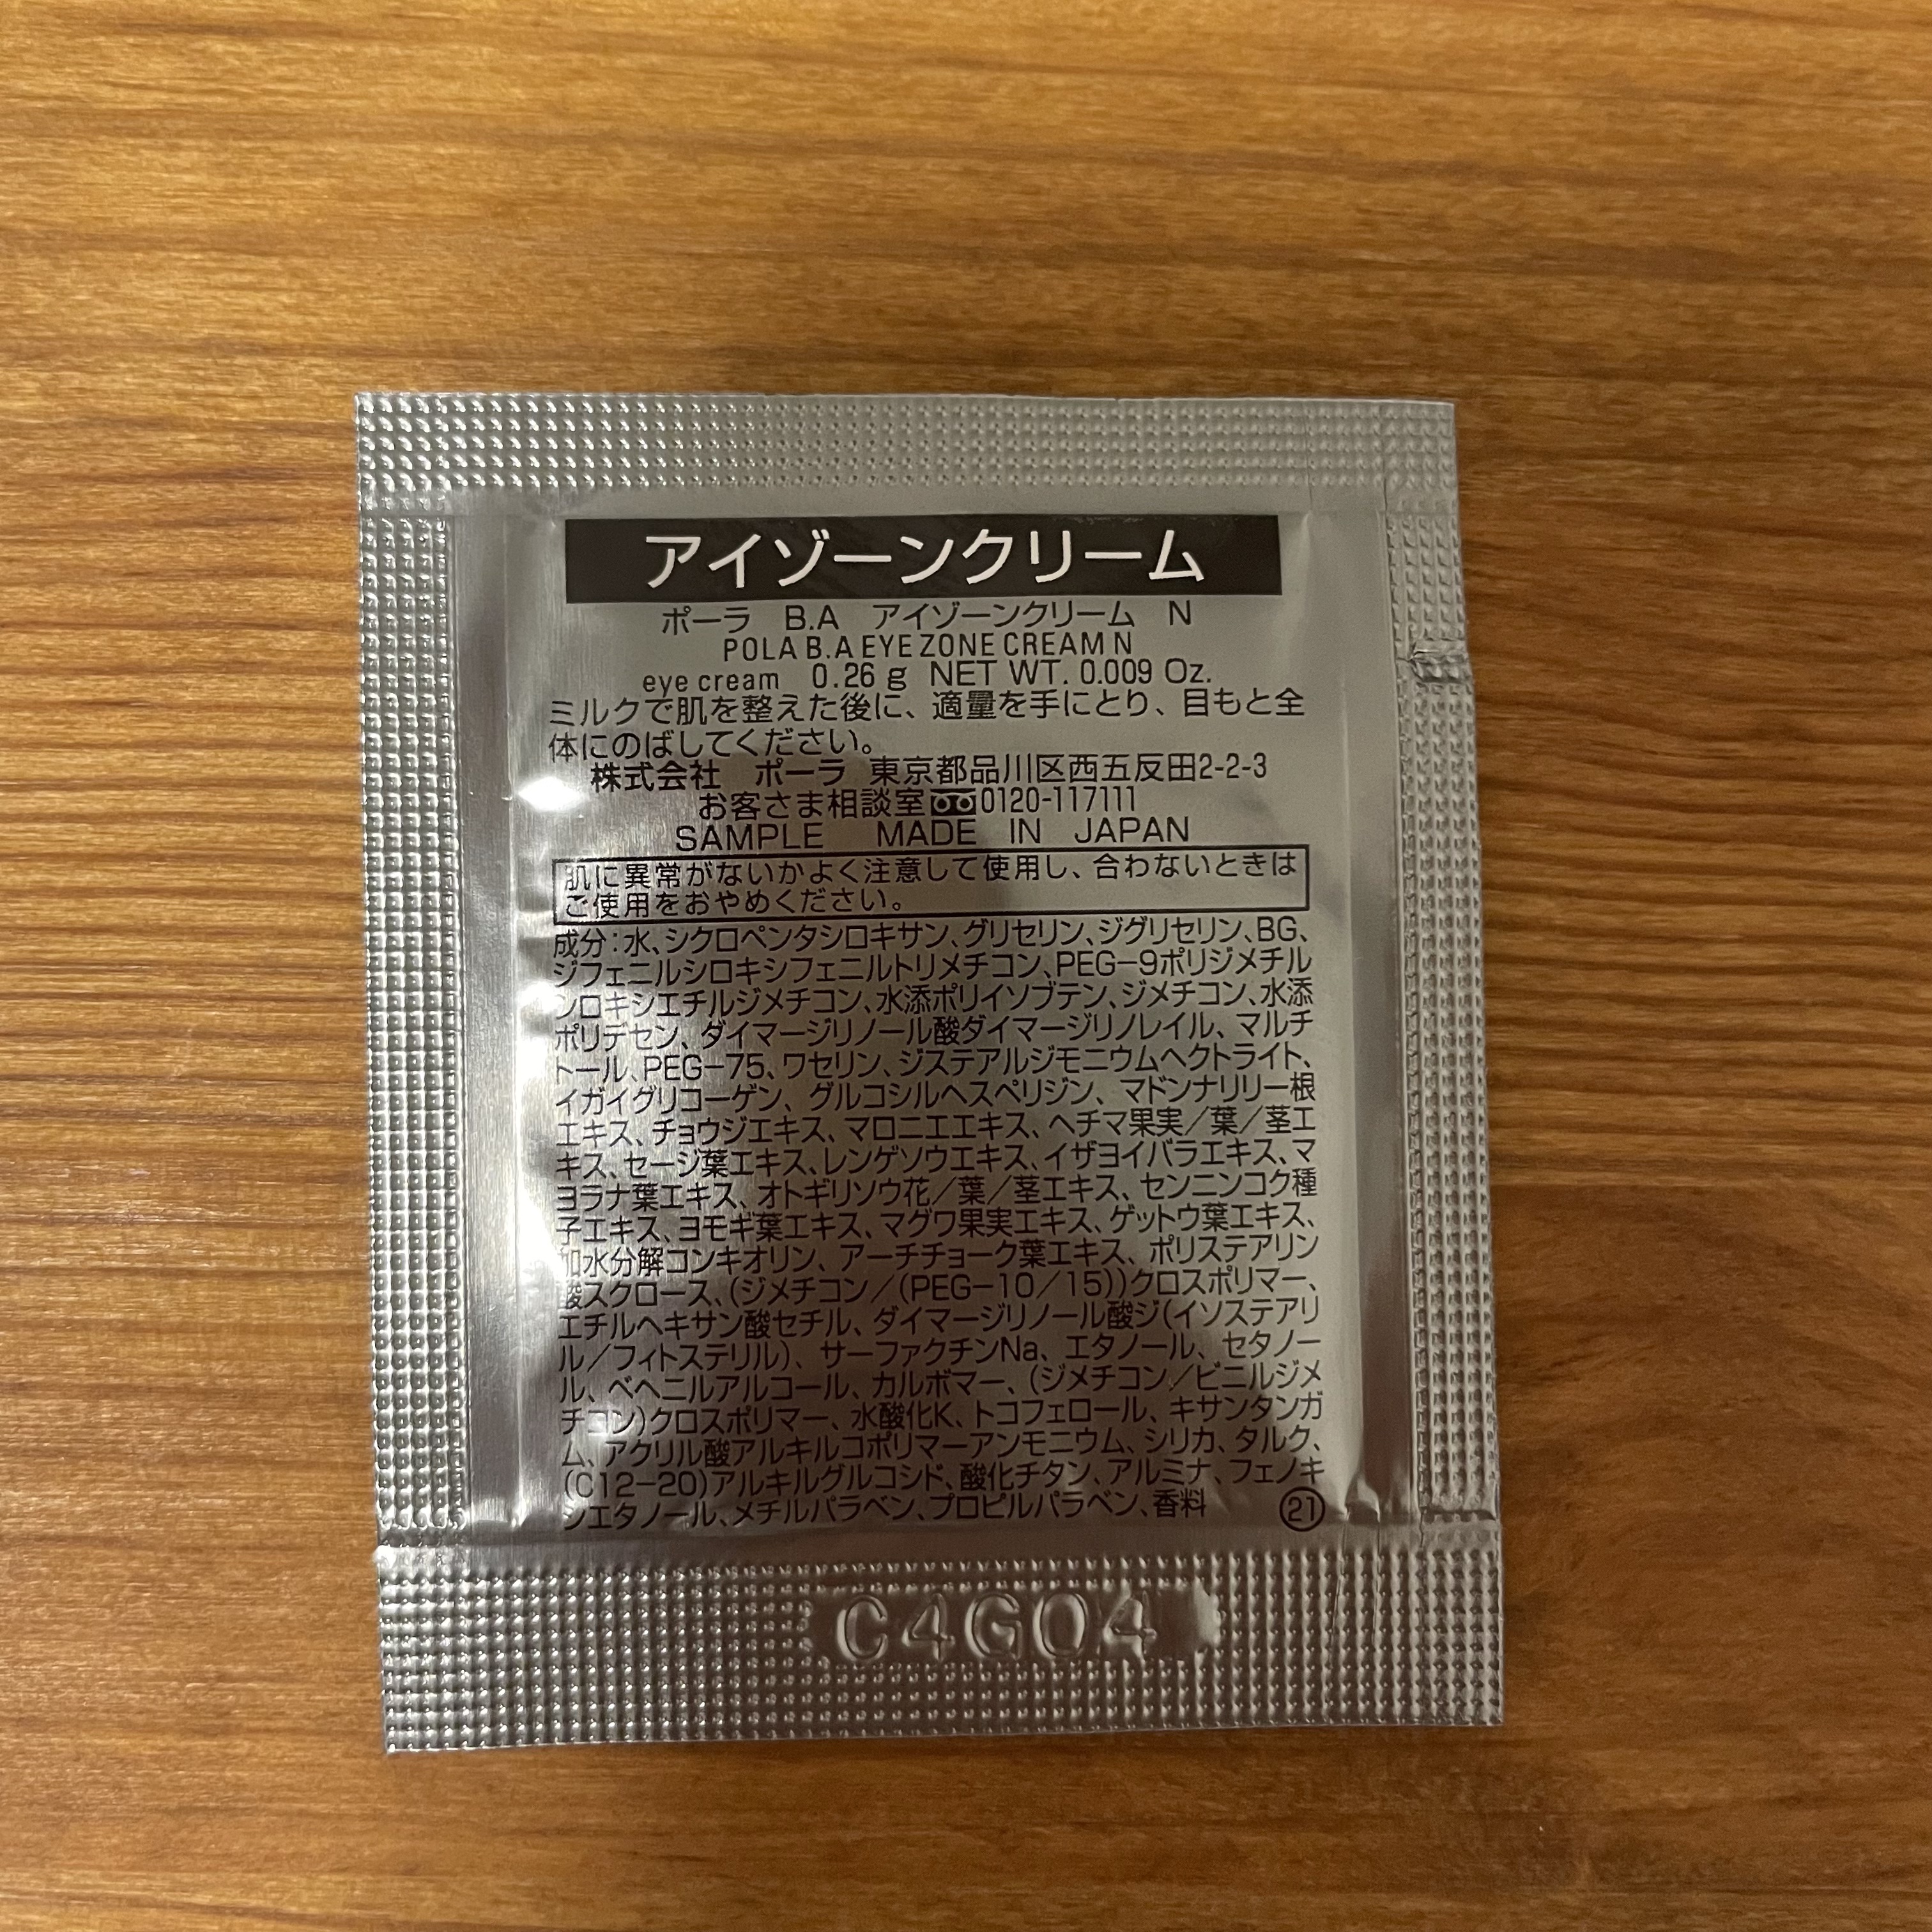 アイゾーンクリーム
ポーラ B.A アイゾーンクリーム N
POLA B.A EYE ZONE CREAM N
eye cream 0.26 g NET WT. 0.009 Oz.
ミルクで肌を整えた後に、適量を手にとり、目もと全
体にのばしてください。
株式会社 ポーラ 東京都品川区西五反田2-2-3
お客さま相談室 0120-117111
SAMPLE MADE IN JAPAN
肌に異常がないかよく注意して使用し、合わないときは
ご使用をおやめください。
成分:水、シクロペンタシロキサン、グリセリン、ジグリセリン、BG、
ジフェニルシロキシフェニルトリメチコン、PEG-9ポリジメチル
シロキシエチルジメチコン、水添ポリイソブテン、ジメチコン、水添
ポリデセン、ダイマージリノール酸ダイマージリノレイル、マルチ
トール、PEG-75、ワセリン、ジステアルジモニウムヘクトライト、
イガイグリコーゲン、グルコシルヘスペリジン、マドンナリリー根
エキス、チョウジエキス、マロニエエキス、ヘチマ果実/葉/茎エ
キス、セージ葉エキス、レンゲソウエキス、イザヨイバラエキス、マ
ヨラナ葉エキス、オトギリソウ花/葉/茎エキス、センニンコク種
子エキス、ヨモギ葉エキス、マグワ果実エキス、ゲットウ葉エキス、
加水分解コンキオリン、アーチチョーク葉エキス、ポリステアリン
酸スクロース、(ジメチコン/(PEG-10/15))クロスポリマー、
エチルヘキサン酸セチル、ダイマージリノール酸ジ(イソステアリ
ル/フィトステリル)、サーファクチンNa、エタノール、セタノー
ル、ベヘニルアルコール、カルボマー、(ジメチコン/ビニルジメ
チコン)クロスポリマー、水酸化K、トコフェロール、キサンタンガ
ム、アクリル酸アルキルコポリマーアンモニウム、シリカ、タルク、
(C12-20)アルキルグルコシド、酸化チタン、アルミナ、フェノキ
シエタノール、メチルパラベン、プロピルパラベン、香料 ㉑
C4G04